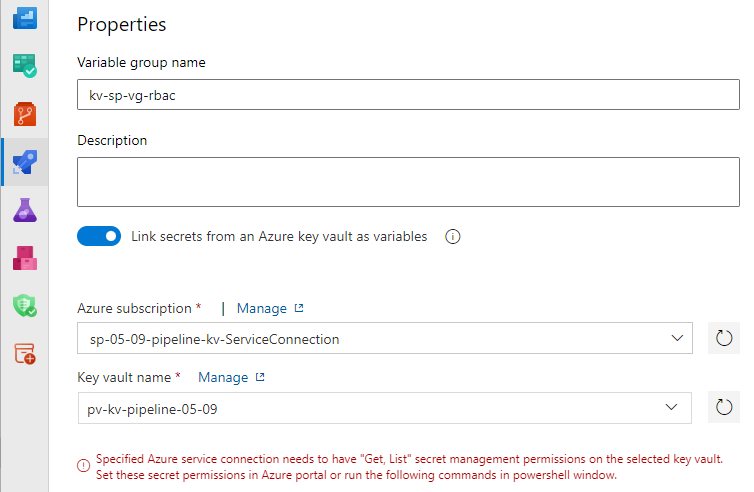 Properties
Variable group name
kv-sp-vg-rbac
Description
Link secrets from an Azure key vault as variables
Azure subscription * | Manage
sp-05-09-pipeline-kv-ServiceConnection
Key vault name * Manage
pv-kv-pipeline-05-09
Specified Azure service connection needs to have "Get, List" secret management permissions on the selected key vault.
Set these secret permissions in Azure portal or run the following commands in powershell window.